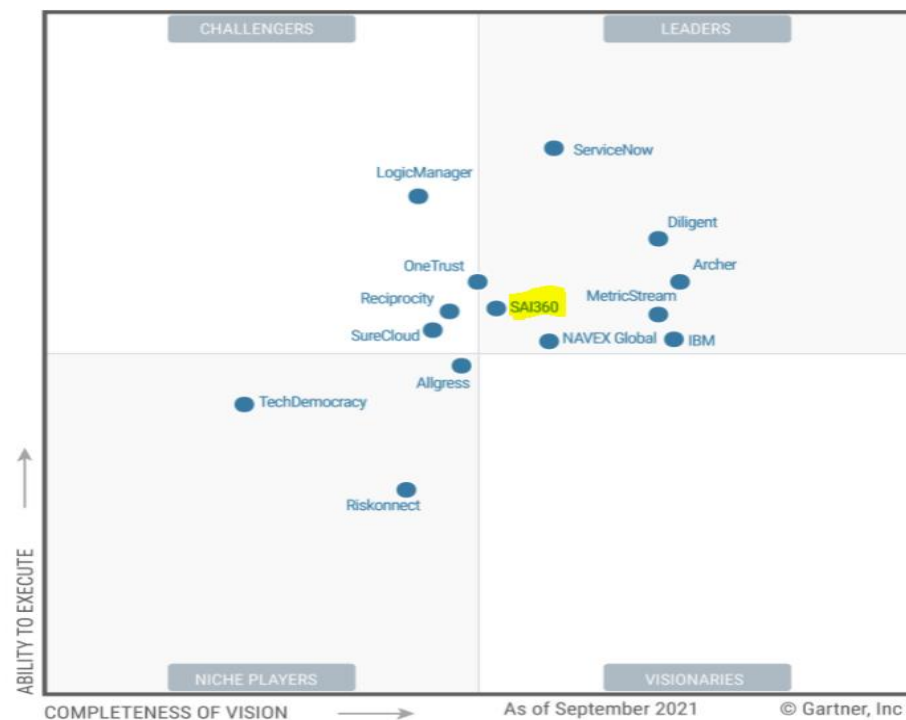 CHALLENGERS
LEADERS
ServiceNow
LogicManager
Diligent
OneTrust
Archer
Reciprocity
SAI360
MetricStream
SureCloud
NAVEX Global
IBM
Allgress
TechDemocracy
Riskonnect
ABILITY TO EXECUTE
NICHE PLAYERS
VISIONARIES
COMPLETENESS OF VISION
As of September 2021
© Gartner, Inc